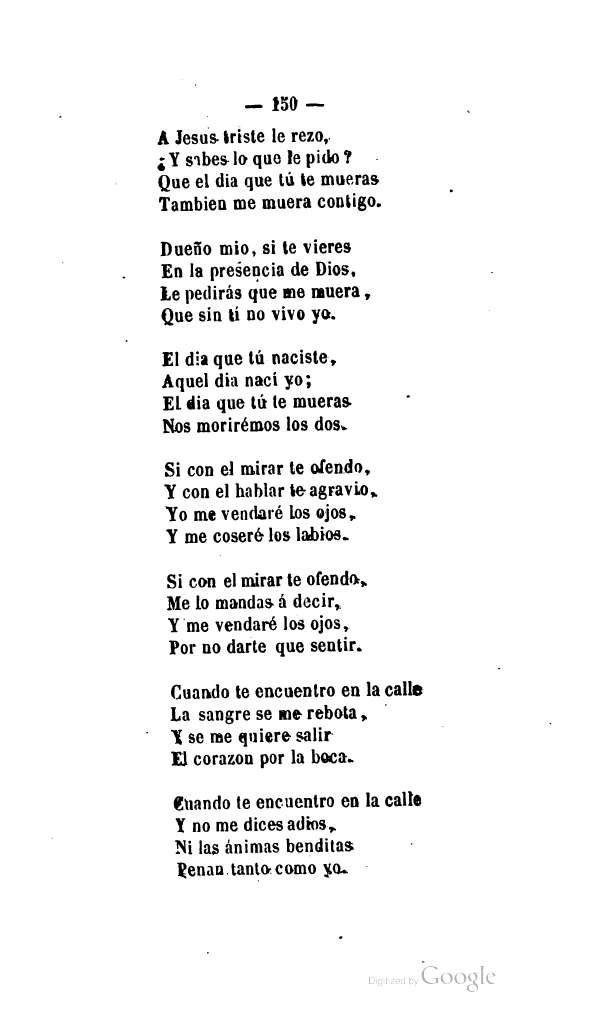 — 150 —
A Jesus triste le rezo,
¿Y sabes lo que le pido?
Que el dia que tú te mueras
Tambien me muera contigo.
Dueño mio, si te vieres
En la presencia de Dios,
Le pedirás que me muera,
Que sin tí no vivo yo.
El dia que tú naciste,
Aquel dia nací yo;
El dia que tú te mueras
Nos morirémos los dos.
Si con el mirar te ofendo,
Y con el hablar te agravio,
Yo me vendaré los ojos,
Y me coseré los labios.
Si con el mirar te ofendo,
Me lo mandas á decir,
Y me vendaré los ojos,
Por no darte que sentir.
Cuando te encuentro en la calle
La sangre se me rebota,
Y se me quiere salir
El corazon por la boca.
Cuando te encuentro en la calle
Y no me dices adios,
Ni las ánimas benditas
Penan tanto como yo.
Digitized by Google